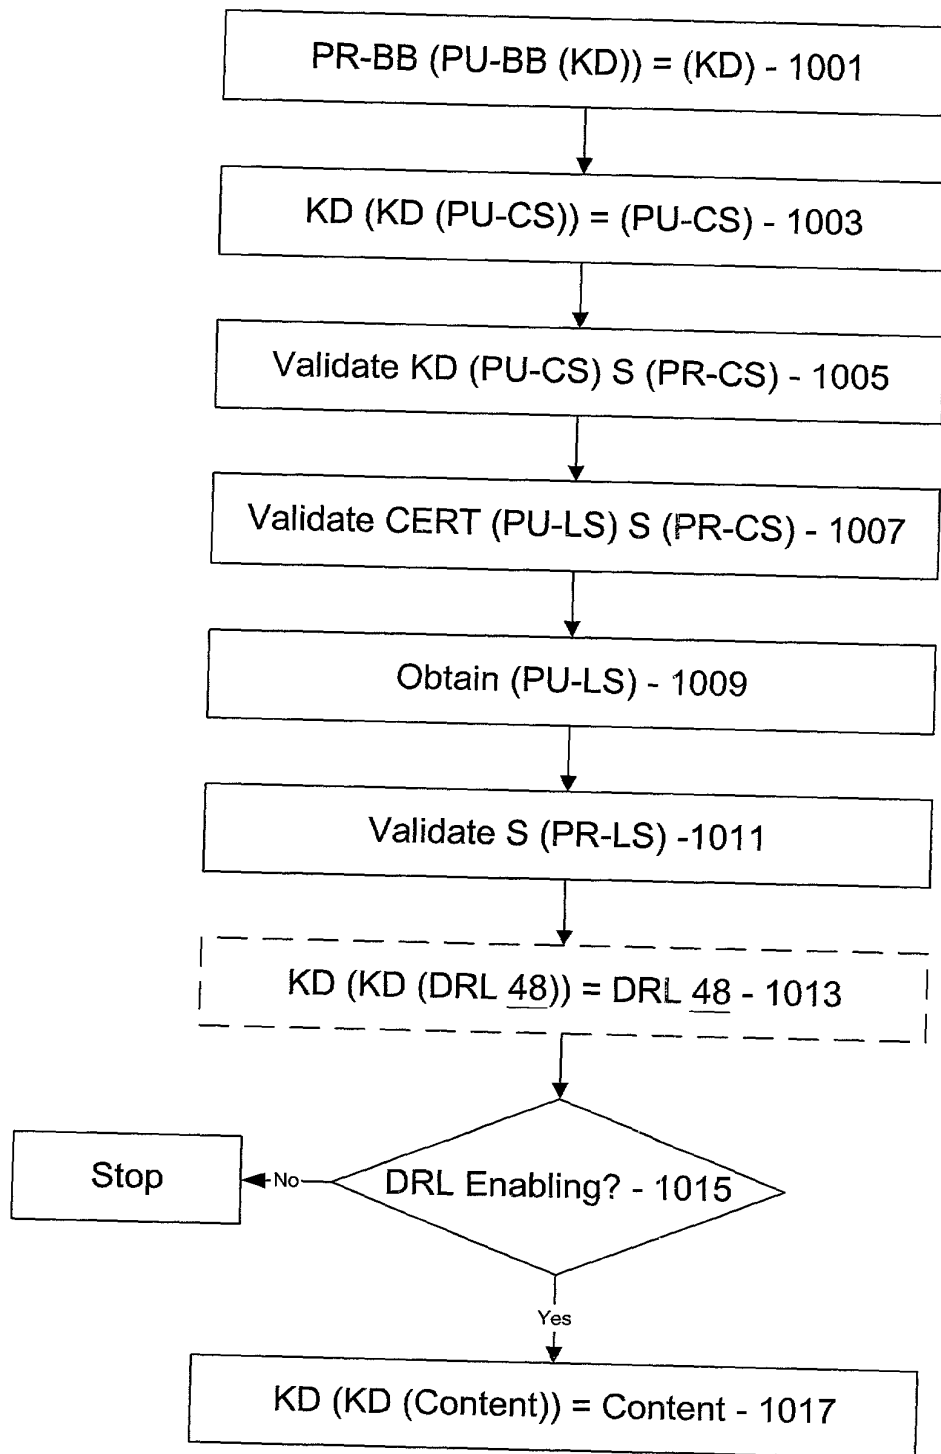 PR-BB (PU-BB (KD)) = (KD) - 1001
KD (KD (PU-CS)) = (PU-CS) - 1003
Validate KD (PU-CS) S (PR-CS) - 1005
Validate CERT (PU-LS) S (PR-CS) - 1007
Obtain (PU-LS) - 1009
Validate S (PR-LS) -1011
KD (KD (DRL 48)) = DRL 48 - 1013
Stop
No
DRL Enabling? - 1015
Yes
KD (KD (Content)) = Content - 1017